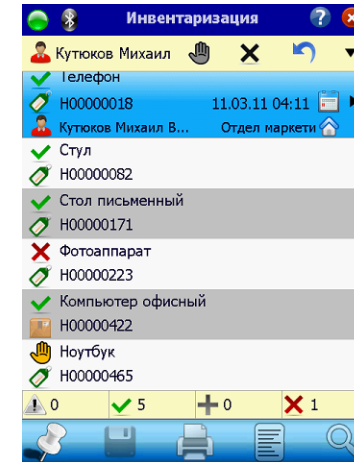 Инвентаризация
Кутюков Михаил
Телефон
Н00000018 11.03.11 04:11
Кутюков Михаил В... Отдел маркети
Стул
Н00000082
Стол письменный
Н00000171
Фотоаппарат
Н00000223
Компьютер офисный
Н00000422
Ноутбук
Н00000465
0 5 0 1